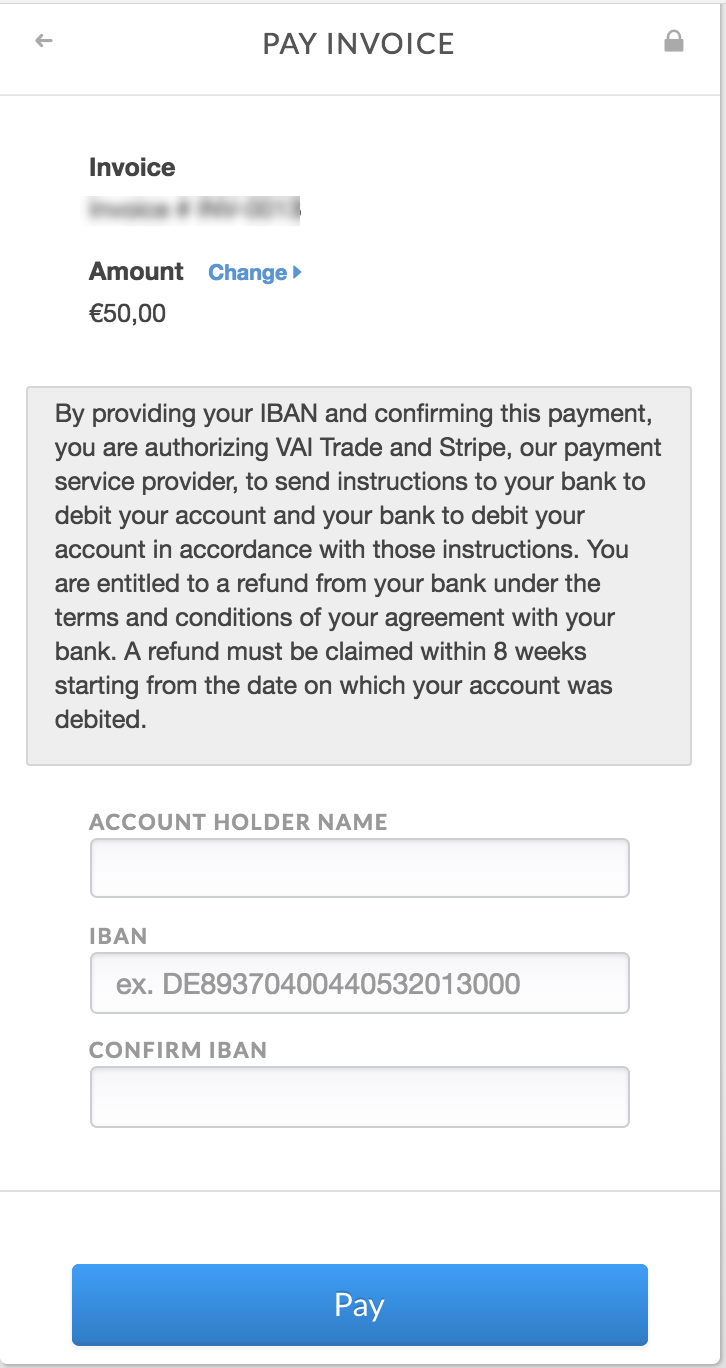 PAY INVOICE
Invoice
Amount Change
€50,00
By providing your IBAN and confirming this payment,
you are authorizing VAI Trade and Stripe, our payment
service provider, to send instructions to your bank to
debit your account and your bank to debit your
account in accordance with those instructions. You
are entitled to a refund from your bank under the
terms and conditions of your agreement with your
bank. A refund must be claimed within 8 weeks
starting from the date on which your account was
debited.
ACCOUNT HOLDER NAME
IBAN
ex. DE89370400440532013000
CONFIRM IBAN
Pay